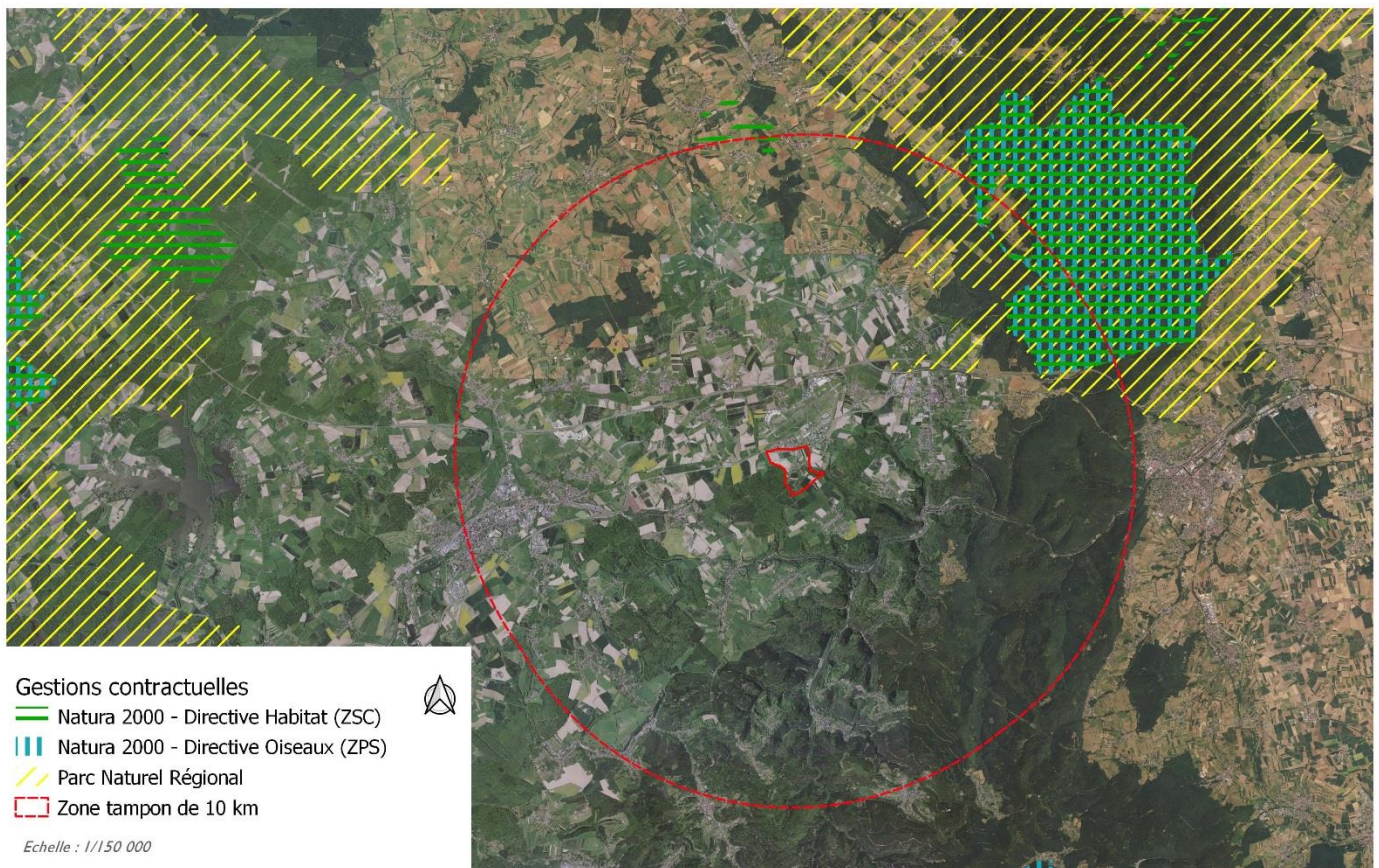 Gestions contractuelles
Natura 2000 - Directive Habitat (ZSC)
Natura 2000 - Directive Oiseaux (ZPS)
Parc Naturel Régional
Zone tampon de 10 km
Echelle : 1/150 000